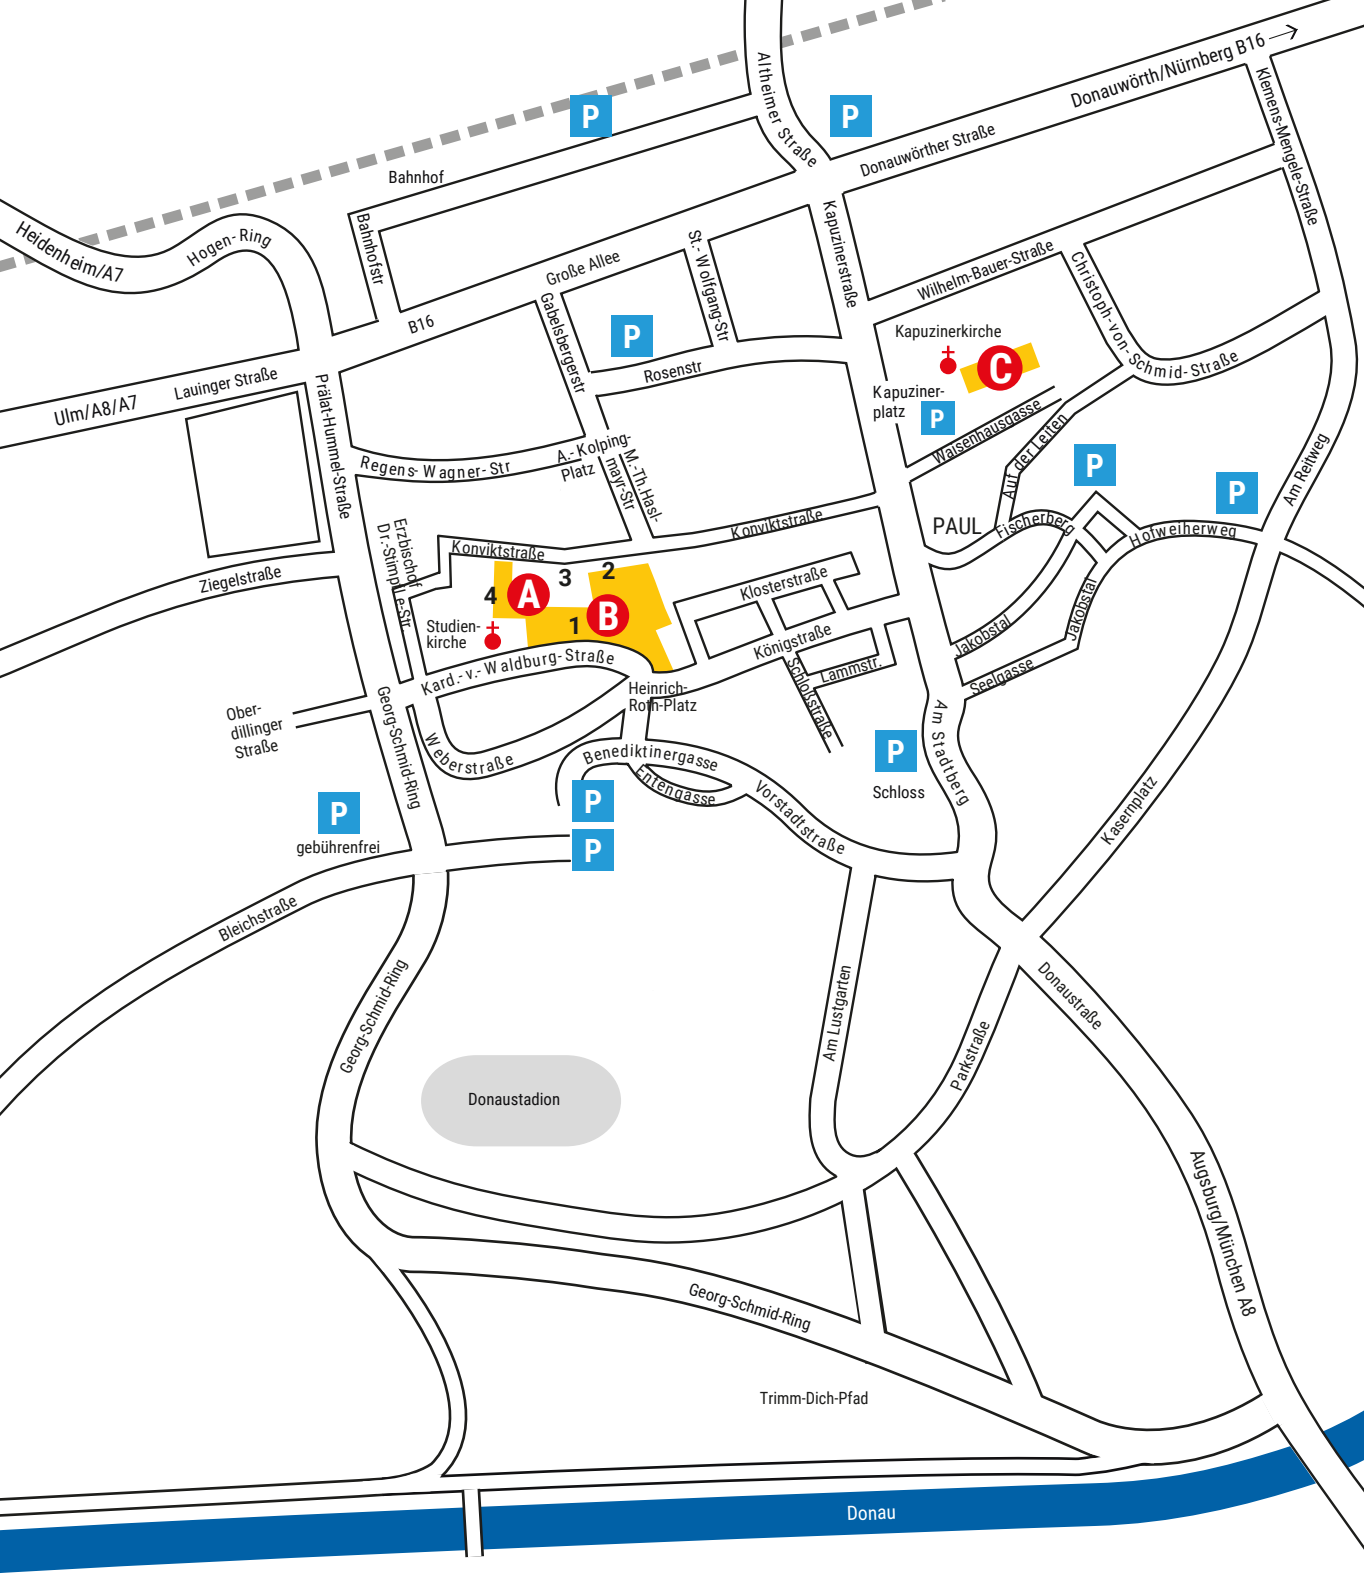 Altheimer Straße
Donauwörth/Nürnberg B16
P
P
Donauwörther Straße
Klemens-Mengele-Straße
Bahnhof
Bahnhofstr
Heidenheim/A7
Hogen-Ring
Kapuzinerstraße
St.-Wolfgang-Str
Große Allee
Wilhelm-Bauer-Straße
Christoph-von-Schmid-Straße
Gabelsbergerstr
B16
P
Kapuzinerkirche
C
Rosenstr
Lauinger Straße
Ulm/A8/A7
Prälat-Hummel-Straße
Kapuziner-
platz
P
Waisenhausgasse
Auf der Leiten
A.-Kolping-
Platz
M.-Th.Hasl-
mayr-Str
Regens-Wagner-Str
P
P
Am Reitweg
PAUL
Fischerberg
Hofweiherweg
Konviktstraße
Erzbischof
Dr.-Stimpfle-Str.
Konviktstraße
Ziegelstraße
4
A
3
2
1
B
Klosterstraße
Jakobstal
Jakobstal
Seelgasse
Studien-
kirche
Königstraße
Kard.-v.-Waldburg-Straße
Lammstr.
Schloßstraße
Heinrich-
Roth-Platz
Ober-
dillinger
Straße
Georg-Schmid-Ring
Weberstraße
Benediktinergasse
Entengasse
Am Stadtberg
P
Schloss
P
P
P
gebührenfrei
Vorstadtstraße
Kasernplatz
Bleichstraße
Georg-Schmid-Ring
Am Lustgarten
Parkstraße
Donaustraße
Donaustadion
Augsburg/München A8
Georg-Schmid-Ring
Trimm-Dich-Pfad
Donau